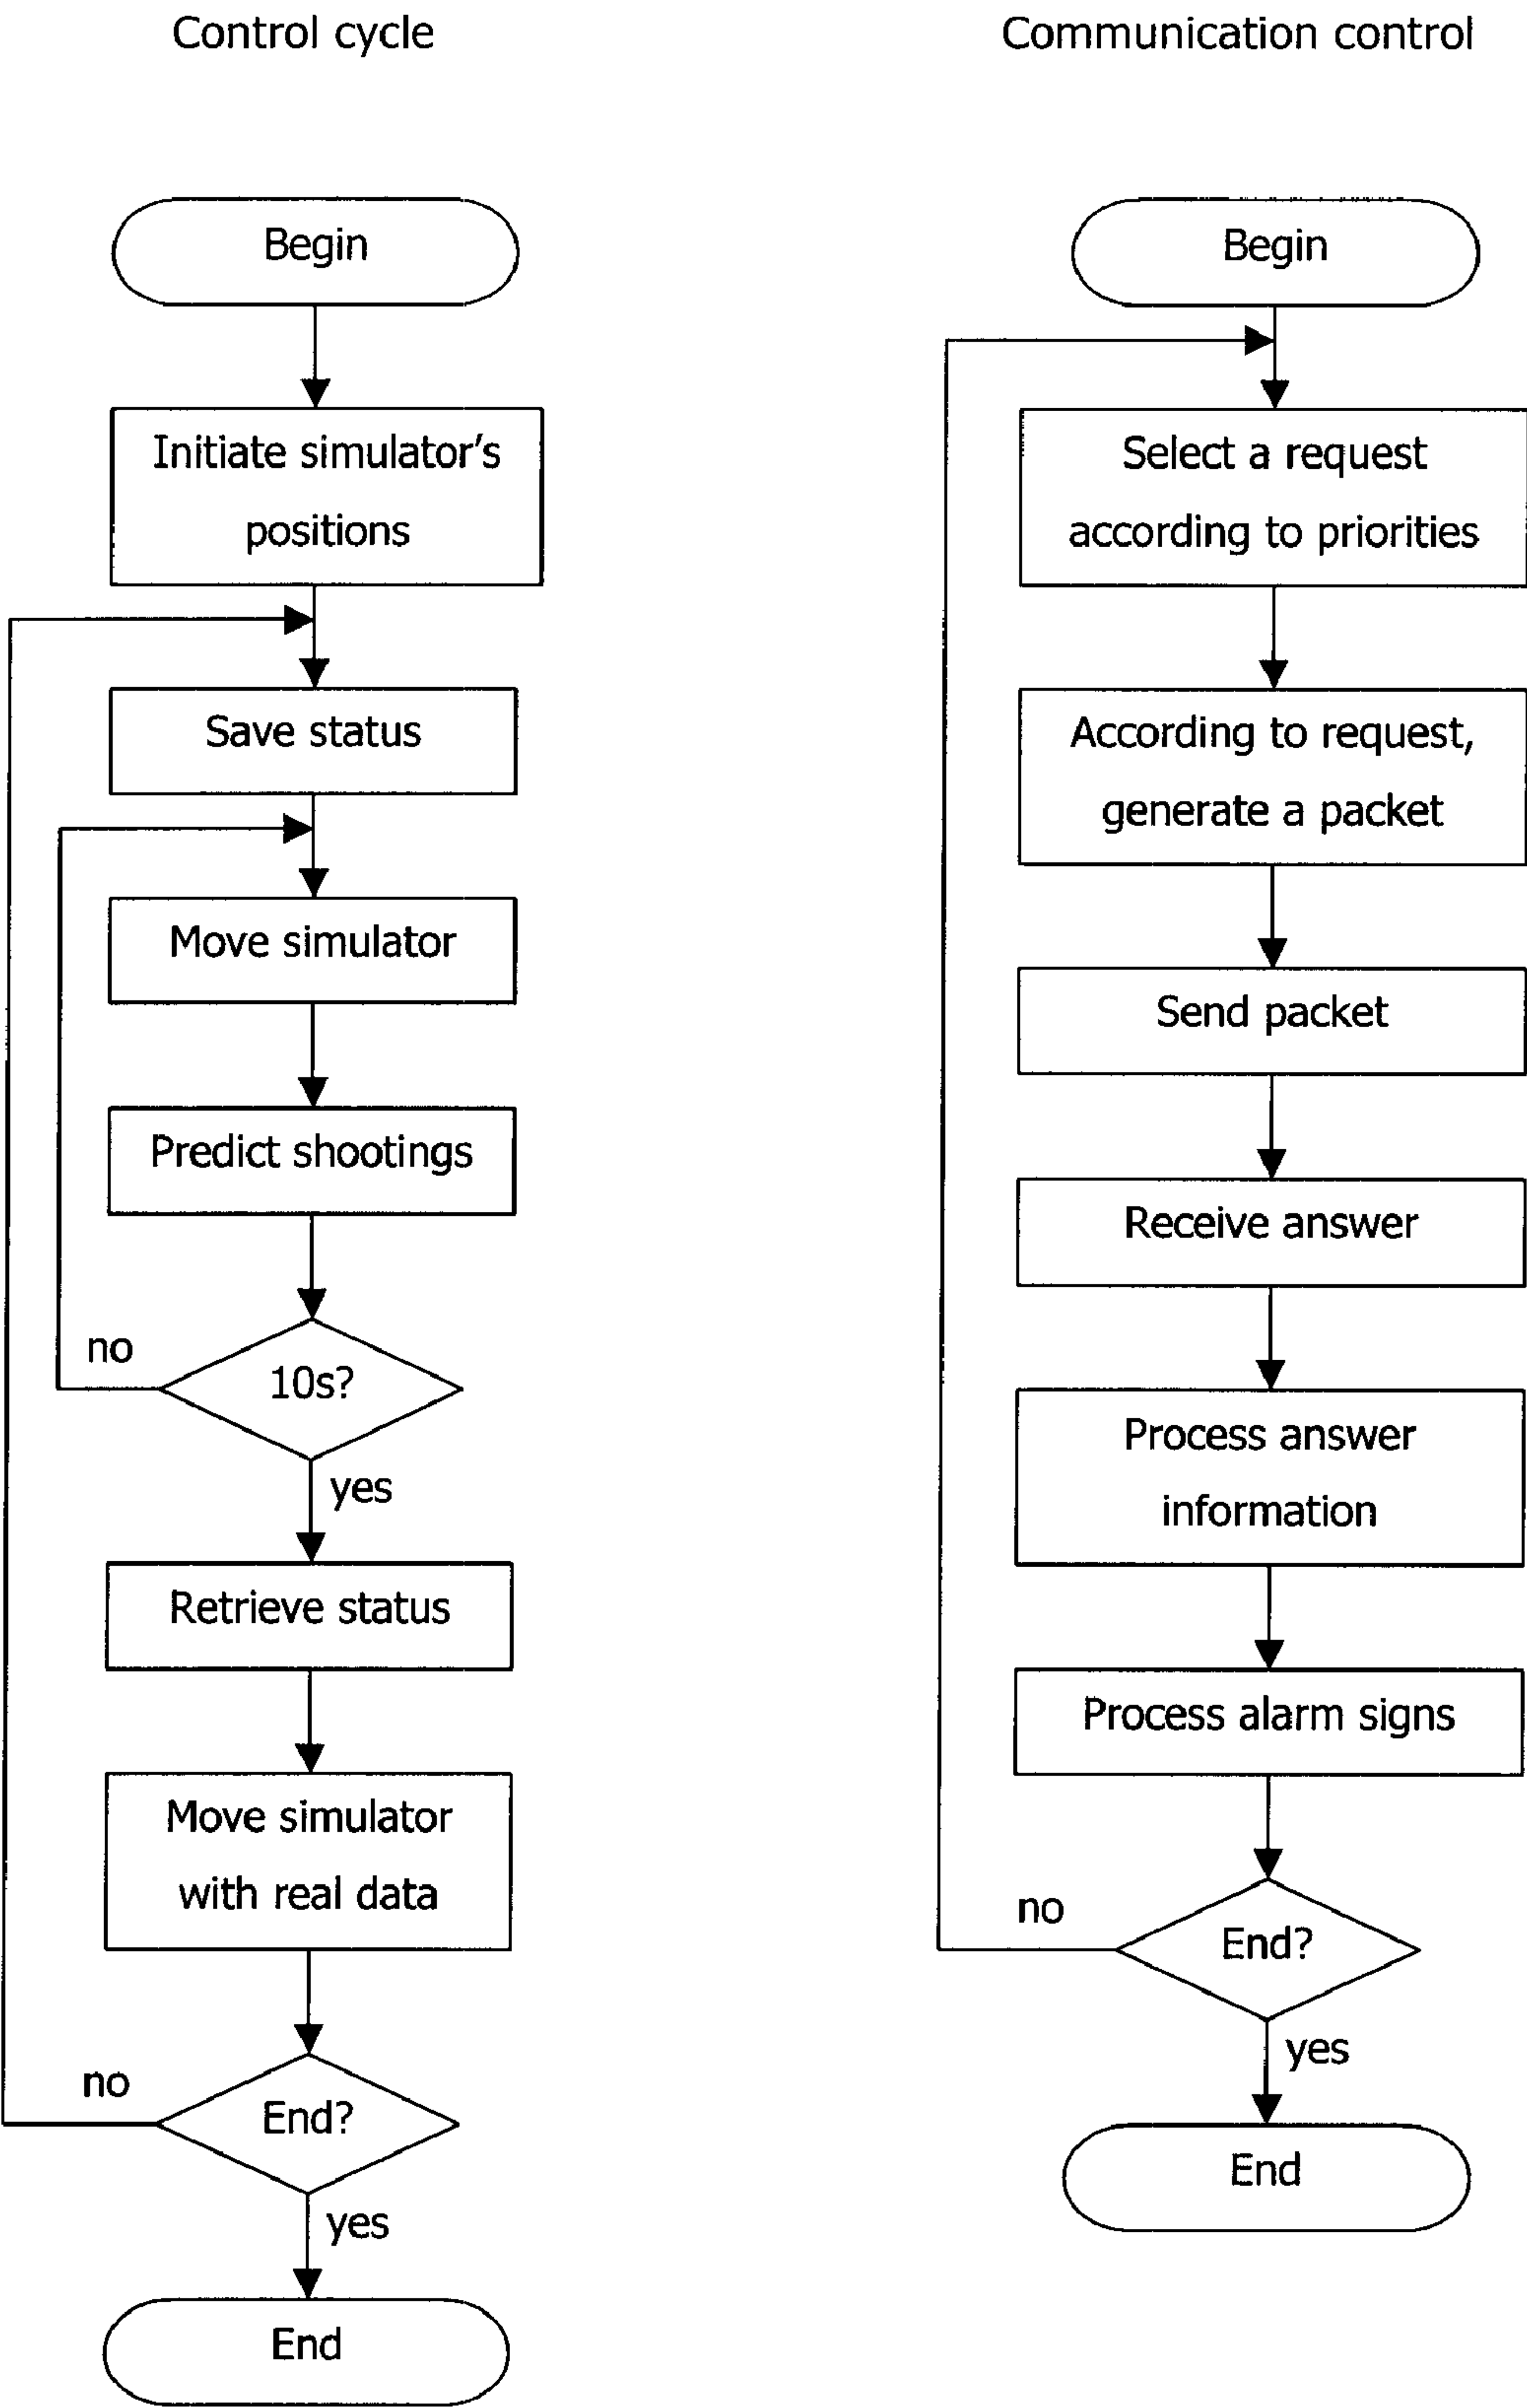 Control cycle
Begin
Initiate simulator's
positions
Save status
Move simulator
Predict shootings
no
10s?
yes
Retrieve status
Move simulator
with real data
no
End?
yes
End
Communication control
Begin
Select a request
according to priorities
According to request,
generate a packet
Send packet
Receive answer
Process answer
information
Process alarm signs
no
End?
yes
End